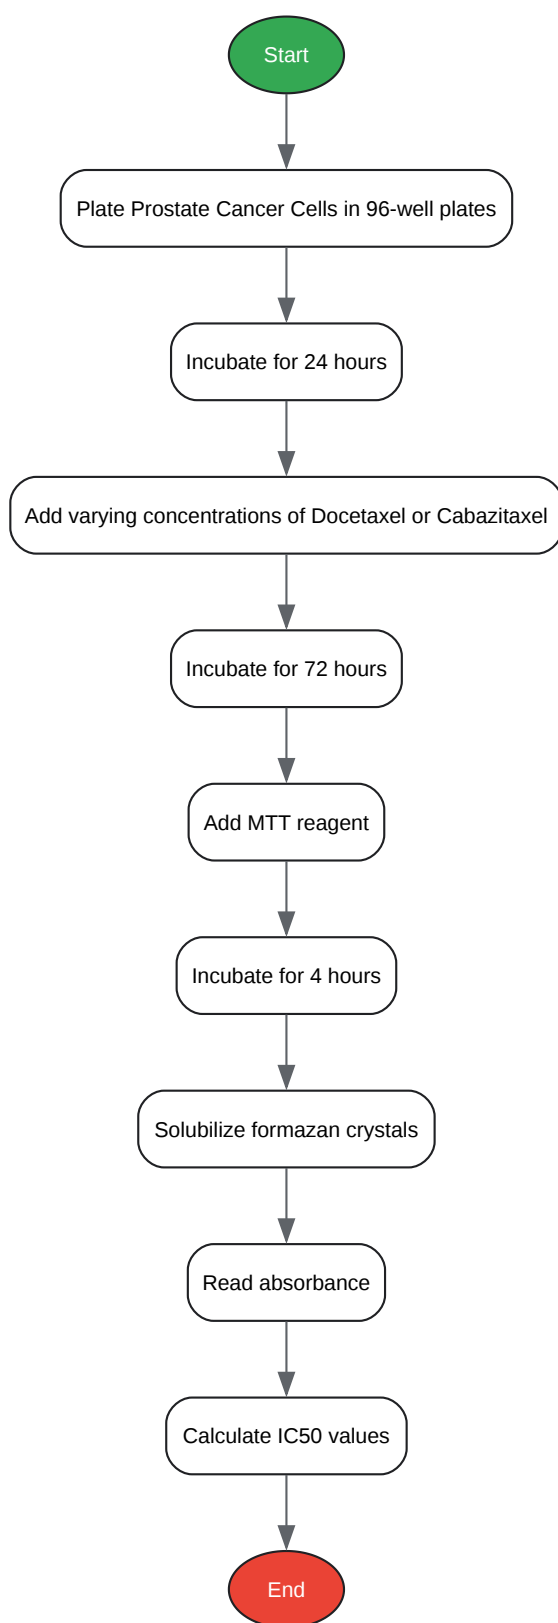 Start
Plate Prostate Cancer Cells in 96-well plates
Incubate for 24 hours
Add varying concentrations of Docetaxel or Cabazitaxel
Incubate for 72 hours
Add MTT reagent
Incubate for 4 hours
Solubilize formazan crystals
Read absorbance
Calculate IC50 values
End